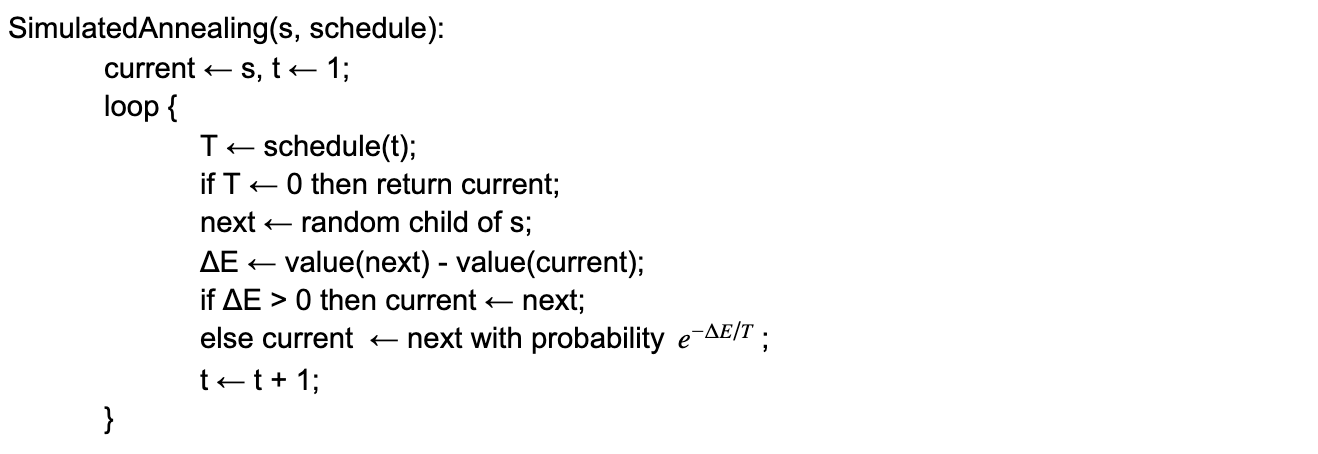 SimulatedAnnealing(s, schedule):
current ← s, t ← 1;
loop {
T ← schedule(t);
if T ← 0 then return current;
next ← random child of s;
ΔE ← value(next) - value(current);
if ΔE > 0 then current ← next;
else current ← next with probability e^{-ΔE/T} ;
t ← t + 1;
}